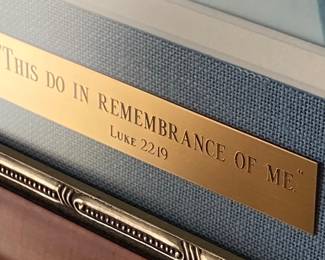 "THIS DO IN REMEMBRANCE OF ME"
LUKE 22:19